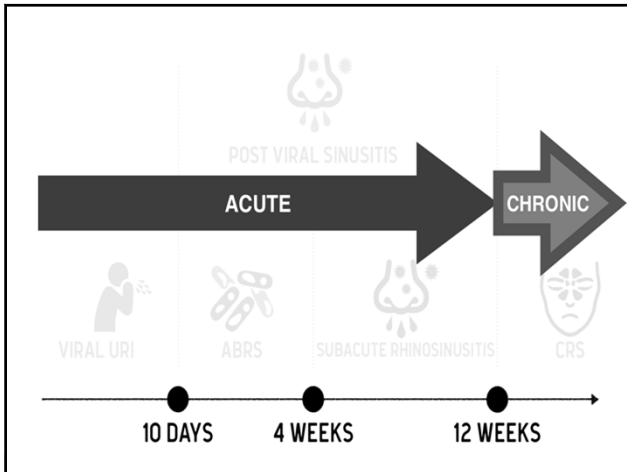 POST VIRAL SINUSITIS
ACUTE
CHRONIC
VIRAL URI
ABRS
SUBACUTE RHINOSINUSITIS
CRS
10 DAYS
4 WEEKS
12 WEEKS